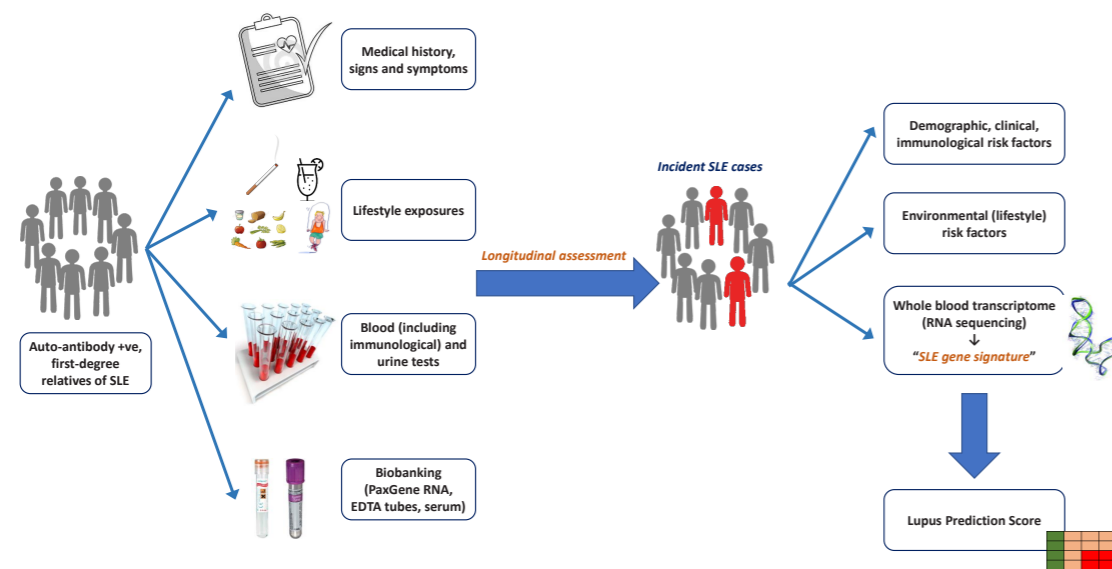 Medical history,
signs and symptoms
Lifestyle exposures
Auto-antibody +ve,
first-degree
relatives of SLE
Blood (including
immunological) and
urine tests
Biobanking
(PaxGene RNA,
EDTA tubes, serum)
Longitudinal assessment
Incident SLE cases
Demographic, clinical,
immunological risk factors
Environmental (lifestyle)
risk factors
Whole blood transcriptome
(RNA sequencing)
↓
“SLE gene signature”
Lupus Prediction Score